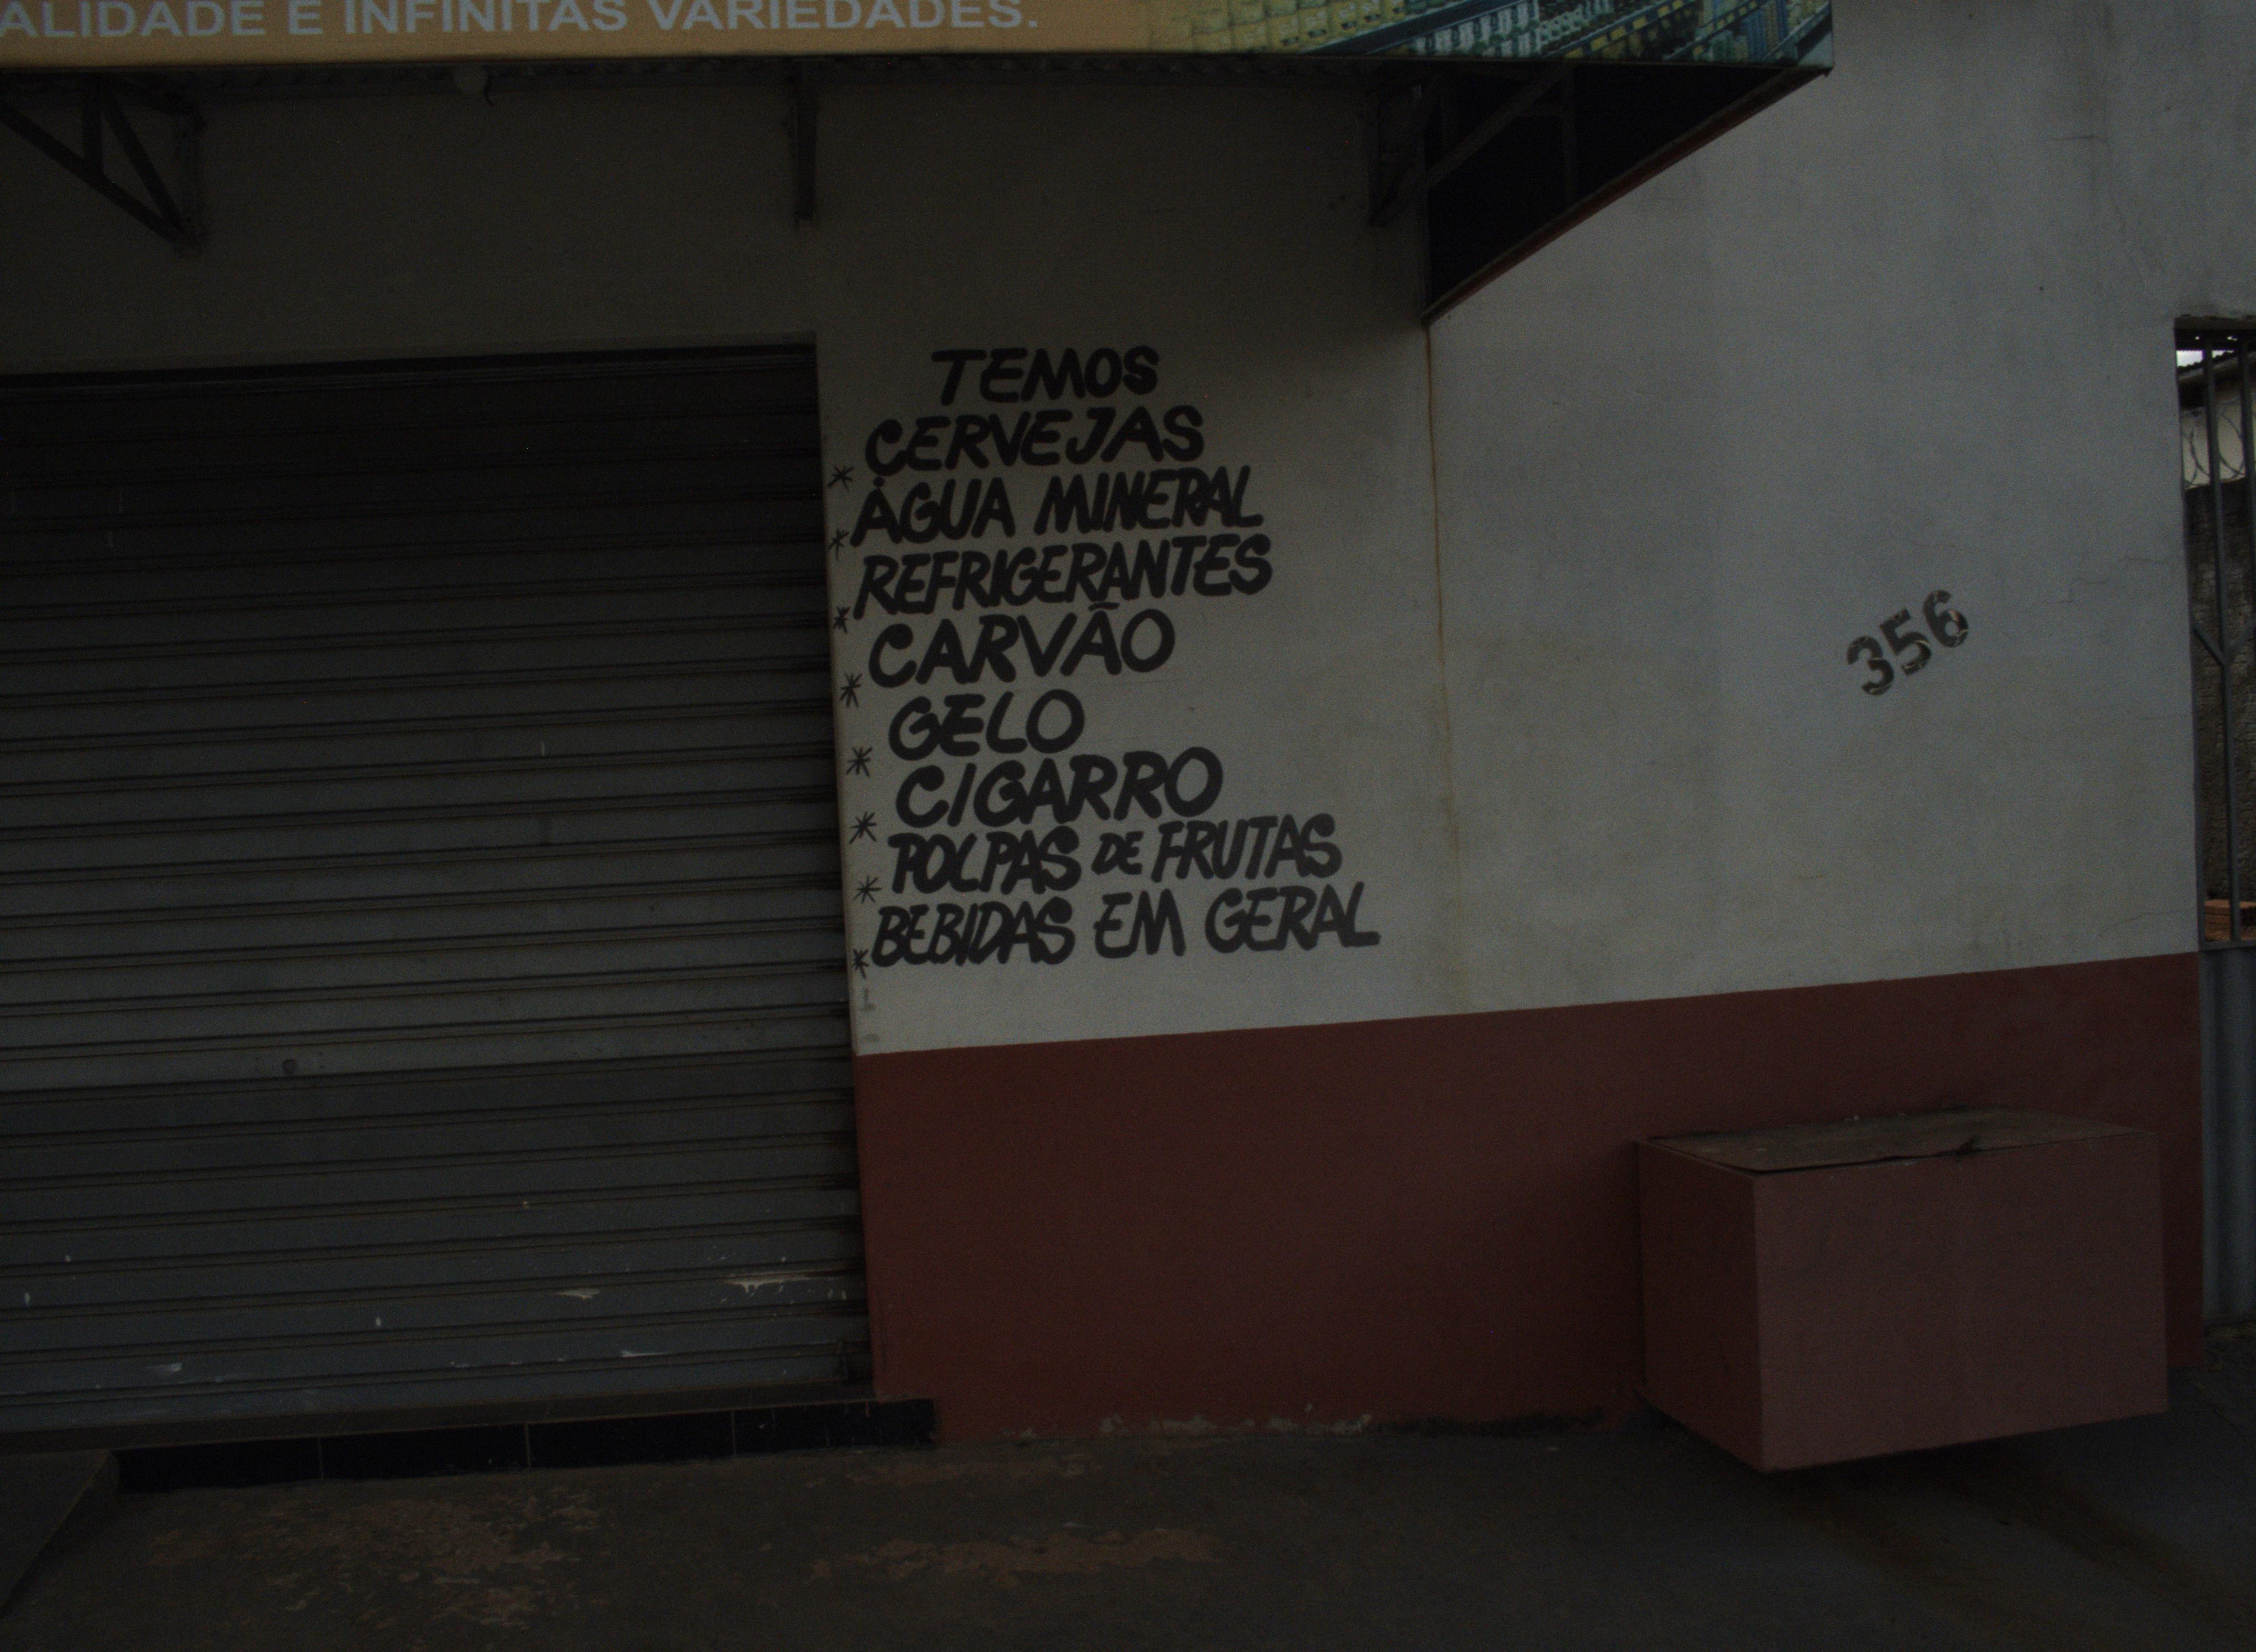 ALIDADE E INFINITAS VARIEDADES.
TEMOS
* CERVEJAS
* ÁGUA MINERAL
* REFRIGERANTES
* CARVÃO
* GELO
* CIGARRO
* POLPAS DE FRUTAS
* BEBIDAS EM GERAL
356